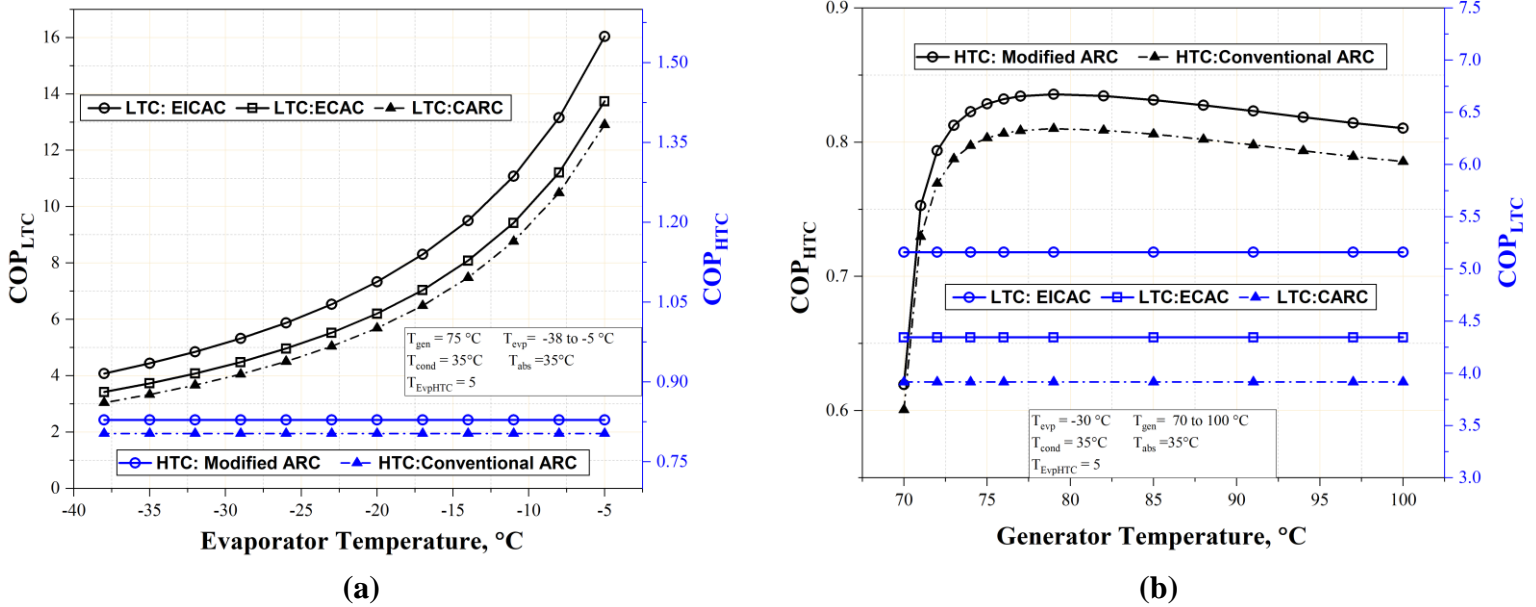 16
14
12
10
8
6
4
2
0
COP_LTC
1.50
1.35
1.20
1.05
0.90
0.75
COP_HTC
LTC: EICAC LTC:ECAC LTC:CARC
T_gen = 75 °C T_evp= -38 to -5 °C
T_cond = 35°C T_abs =35°C
T_EvpHTC = 5
HTC: Modified ARC HTC:Conventional ARC
-40 -35 -30 -25 -20 -15 -10 -5
Evaporator Temperature, °C
(a)
0.9
0.8
0.7
0.6
COP_HTC
7.5
7.0
6.5
6.0
5.5
5.0
4.5
4.0
3.5
3.0
COP_LTC
HTC: Modified ARC HTC:Conventional ARC
LTC: EICAC LTC:ECAC LTC:CARC
T_evp = -30 °C T_gen= 70 to 100 °C
T_cond = 35°C T_abs =35°C
T_EvpHTC = 5
70 75 80 85 90 95 100
Generator Temperature, °C
(b)